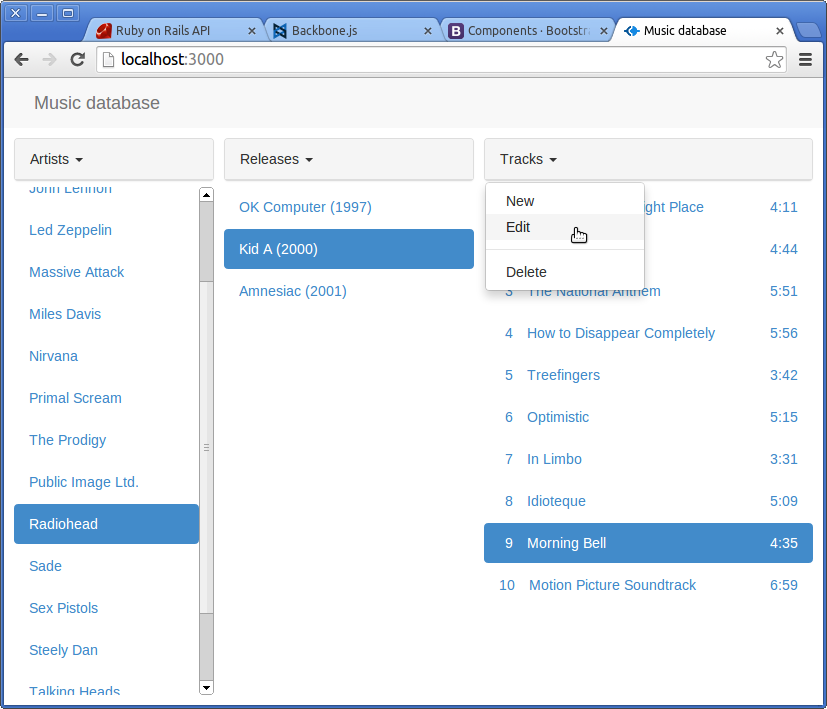 Ruby on Rails API
Backbone.js
Components · Bootstr
Music database
localhost:3000
Music database
Artists
Releases
Tracks
John Lennon
Led Zeppelin
Massive Attack
Miles Davis
Nirvana
Primal Scream
The Prodigy
Public Image Ltd.
Radiohead
Sade
Sex Pistols
Steely Dan
Talking Heads
OK Computer (1997)
Kid A (2000)
Amnesiac (2001)
New
Edit
Delete
ght Place 4:11
4:44
3 The National Anthem 5:51
4 How to Disappear Completely 5:56
5 Treefingers 3:42
6 Optimistic 5:15
7 In Limbo 3:31
8 Idioteque 5:09
9 Morning Bell 4:35
10 Motion Picture Soundtrack 6:59